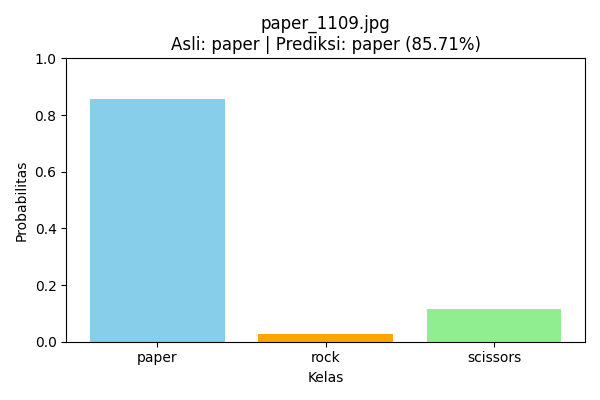 paper_1109.jpg
Asli: paper | Prediksi: paper (85.71%)
Probabilitas
1.0
0.8
0.6
0.4
0.2
0.0
paper rock scissors
Kelas